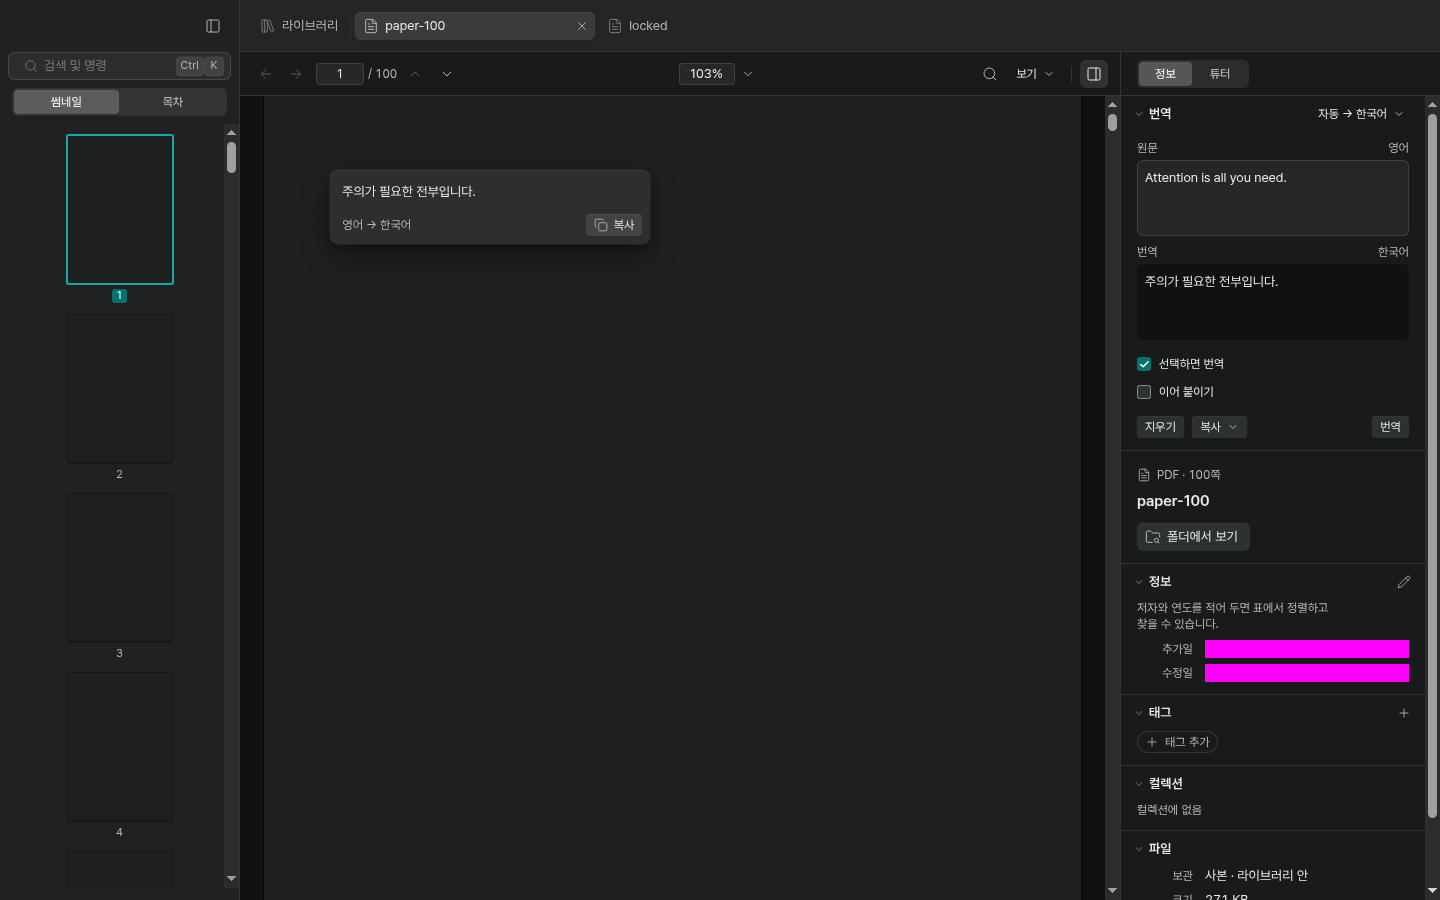 라이브러리
paper-100
locked
검색 및 명령
Ctrl
K
1
/ 100
103%
보기
정보
튜터
썸네일
목차
1
2
3
4
주의가 필요한 전부입니다.
영어 → 한국어
복사
번역
자동 → 한국어
원문
영어
Attention is all you need.
번역
한국어
주의가 필요한 전부입니다.
선택하면 번역
이어 붙이기
지우기
복사
번역
PDF · 100쪽
paper-100
폴더에서 보기
정보
저자와 연도를 적어 두면 표에서 정렬하고
찾을 수 있습니다.
추가일
수정일
태그
태그 추가
컬렉션
컬렉션에 없음
파일
보관
사본 · 라이브러리 안